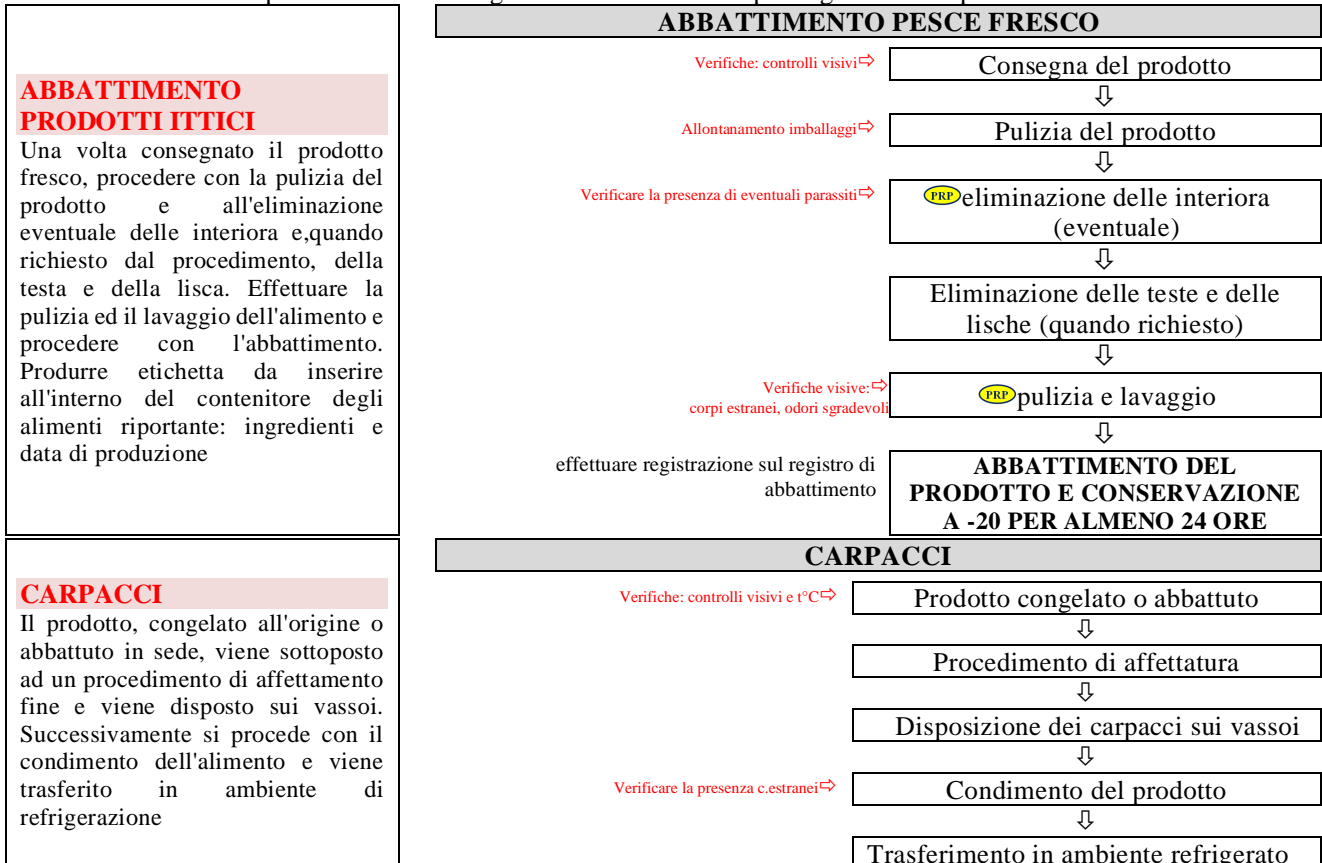 ABBATTIMENTO
PRODOTTI ITTICI
Una volta consegnato il prodotto
fresco, procedere con la pulizia del
prodotto e all'eliminazione
eventuale delle interiora e,quando
richiesto dal procedimento, della
testa e della lisca. Effettuare la
pulizia ed il lavaggio dell'alimento e
procedere con l'abbattimento.
Produrre etichetta da inserire
all'interno del contenitore degli
alimenti riportante: ingredienti e
data di produzione
ABBATTIMENTO PESCE FRESCO
Verifiche: controlli visivi⇨
Consegna del prodotto
⇩
Allontanamento imballaggi⇨
Pulizia del prodotto
⇩
Verificare la presenza di eventuali parassiti⇨
PRP eliminazione delle interiora
(eventuale)
⇩
Eliminazione delle teste e delle
lische (quando richiesto)
⇩
Verifiche visive:⇨
corpi estranei, odori sgradevoli
PRP pulizia e lavaggio
⇩
effettuare registrazione sul registro di
abbattimento
ABBATTIMENTO DEL
PRODOTTO E CONSERVAZIONE
A -20 PER ALMENO 24 ORE
CARPACCI
Il prodotto, congelato all'origine o
abbattuto in sede, viene sottoposto
ad un procedimento di affettamento
fine e viene disposto sui vassoi.
Successivamente si procede con il
condimento dell'alimento e viene
trasferito in ambiente di
refrigerazione
CARPACCI
Verifiche: controlli visivi e t°C⇨
Prodotto congelato o abbattuto
⇩
Procedimento di affettatura
⇩
Disposizione dei carpacci sui vassoi
⇩
Verificare la presenza c.estranei⇨
Condimento del prodotto
⇩
Trasferimento in ambiente refrigerato